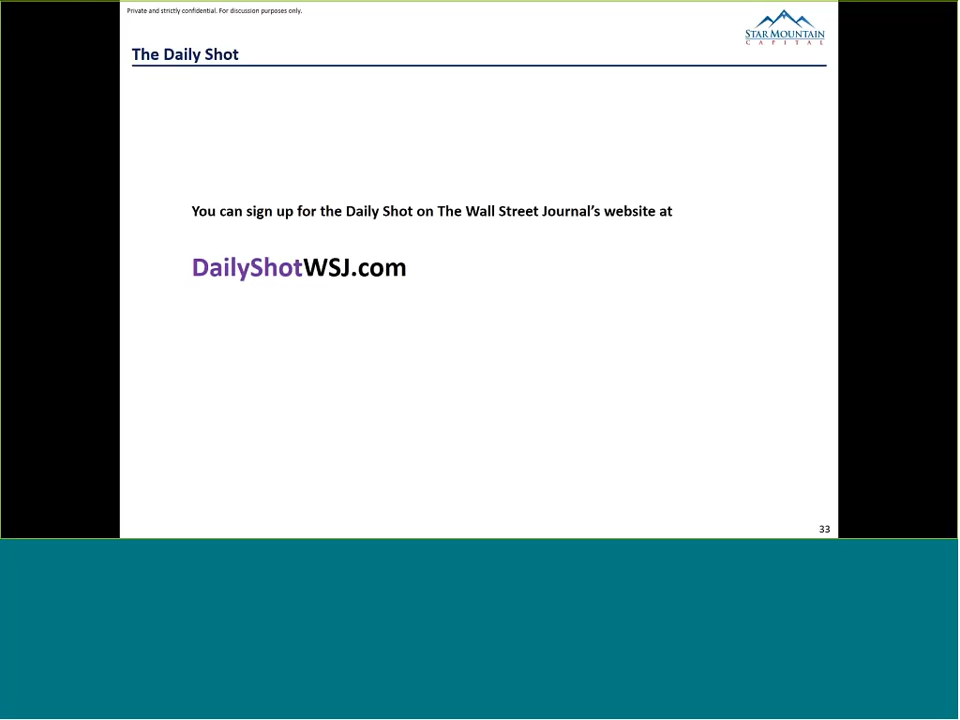 Private and strictly confidential. For discussion purposes only.
STAR MOUNTAIN
CAPITAL
The Daily Shot
You can sign up for the Daily Shot on The Wall Street Journal’s website at
DailyShotWSJ.com
33